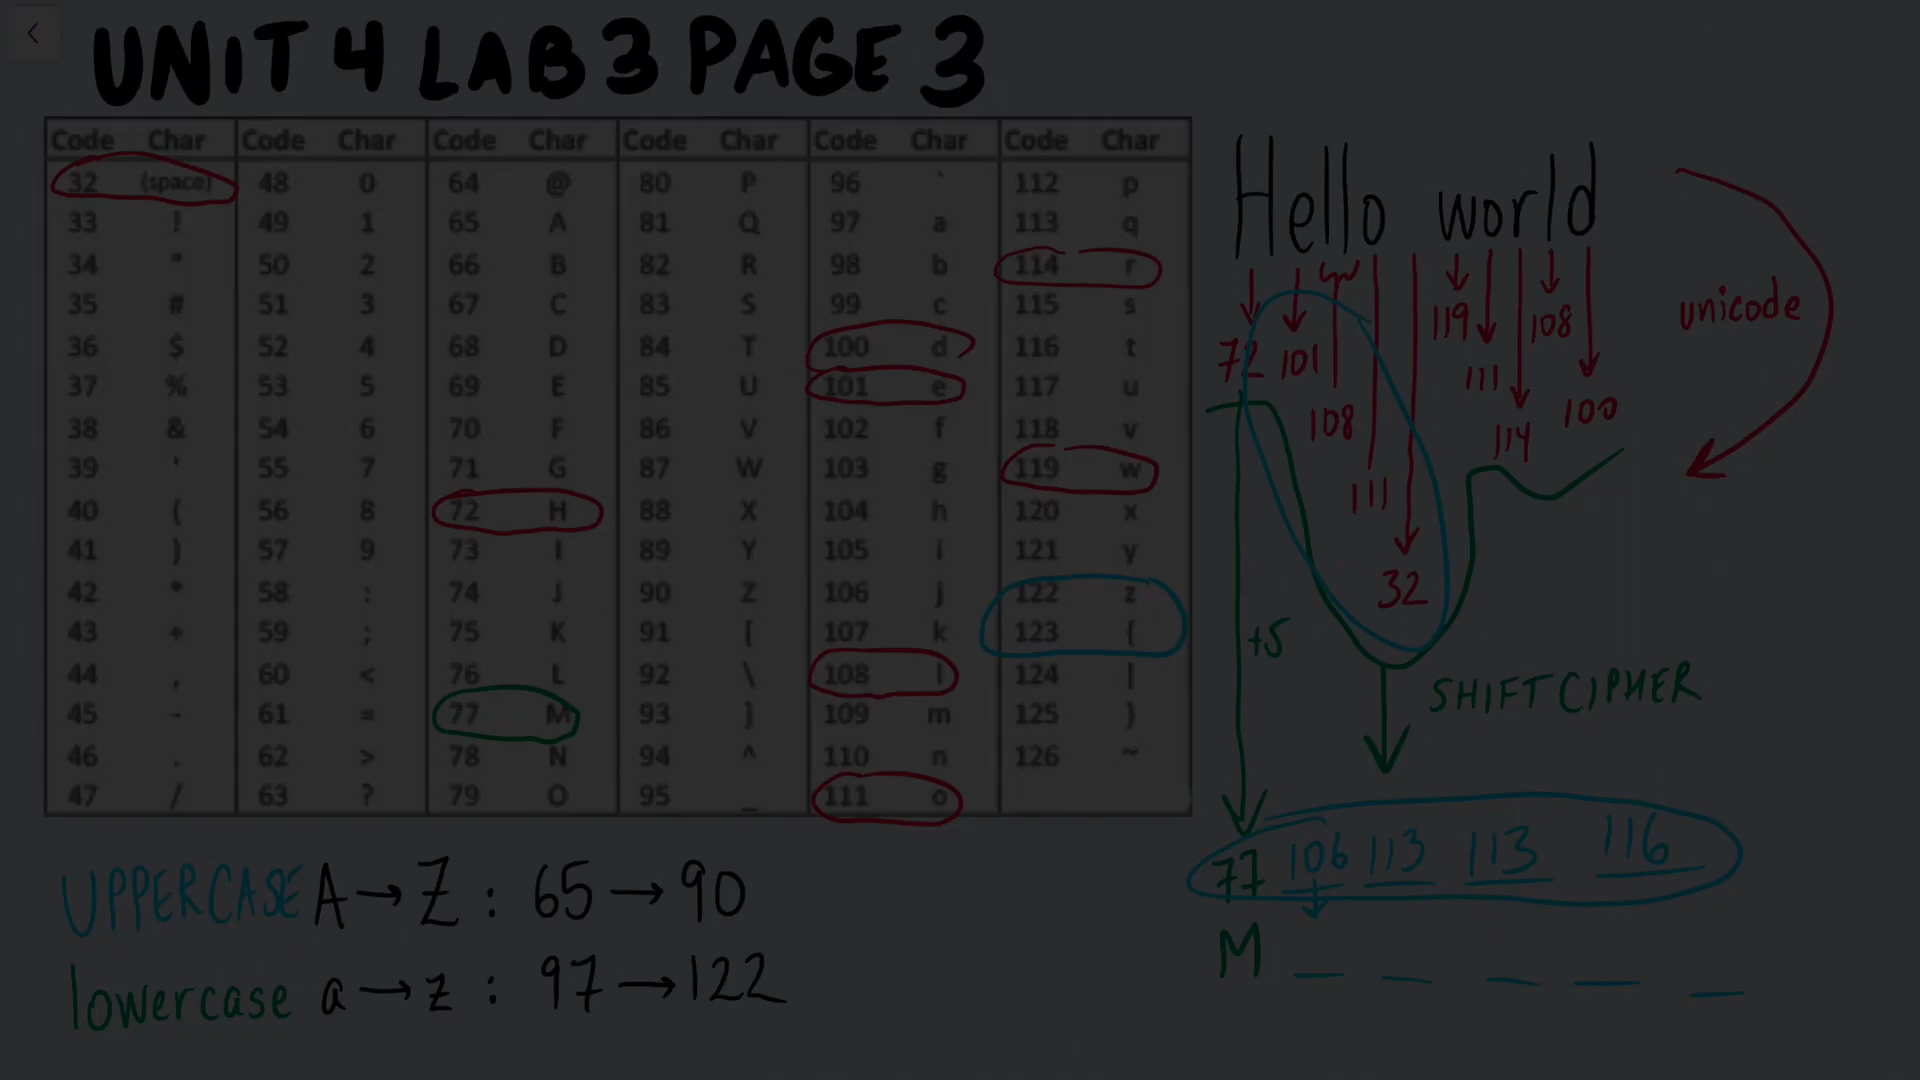 UNIT 4 LAB 3 PAGE 3
Code Char Code Char Code Char Code Char Code Char Code Char
32 (space) 48 0 64 @ 80 P 96 ` 112 p
33 ! 49 1 65 A 81 Q 97 a 113 q
34 " 50 2 66 B 82 R 98 b 114 r
35 # 51 3 67 C 83 S 99 c 115 s
36 $ 52 4 68 D 84 T 100 d 116 t
37 % 53 5 69 E 85 U 101 e 117 u
38 & 54 6 70 F 86 V 102 f 118 v
39 ' 55 7 71 G 87 W 103 g 119 w
40 ( 56 8 72 H 88 X 104 h 120 x
41 ) 57 9 73 I 89 Y 105 i 121 y
42 * 58 : 74 J 90 Z 106 j 122 z
43 + 59 ; 75 K 91 [ 107 k 123 {
44 , 60 < 76 L 92 \ 108 l 124 |
45 - 61 = 77 M 93 ] 109 m 125 }
46 . 62 > 78 N 94 ^ 110 n 126 ~
47 / 63 ? 79 O 95 _ 111 o
Hello world
unicode
72 101 108 111 32 119 111 114 108 100
+5
SHIFT CIPHER
77 106 113 113 116
M
UPPERCASE A → Z : 65 → 90
lowercase a → z : 97 → 122